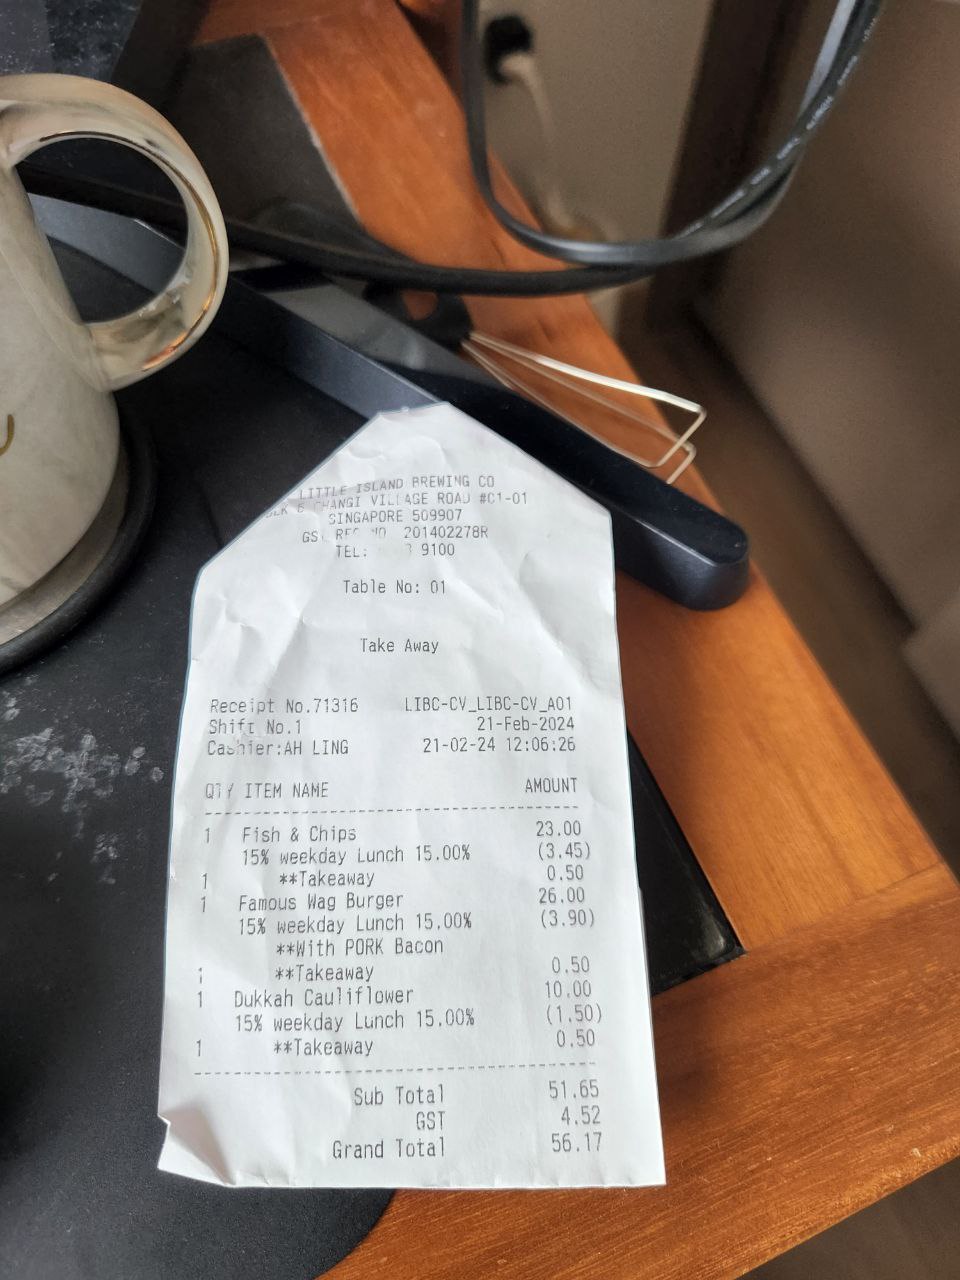 LITTLE ISLAND BREWING CO
BLK 6 CHANGI VILLAGE ROAD #C1-01
SINGAPORE 509907
GST REG NO 201402278R
TEL: 9100
Table No: 01
Take Away
Receipt No.71316 LIBC-CV_LIBC-CV_A01
Shift No.1 21-Feb-2024
Cashier:AH LING 21-02-24 12:06:26
QTY ITEM NAME AMOUNT
1 Fish & Chips 23.00
15% weekday Lunch 15.00% (3.45)
1 **Takeaway 0.50
1 Famous Wag Burger 26.00
15% weekday Lunch 15.00% (3.90)
**With PORK Bacon
1 **Takeaway 0.50
1 Dukkah Cauliflower 10.00
15% weekday Lunch 15.00% (1.50)
1 **Takeaway 0.50
Sub Total 51.65
GST 4.52
Grand Total 56.17